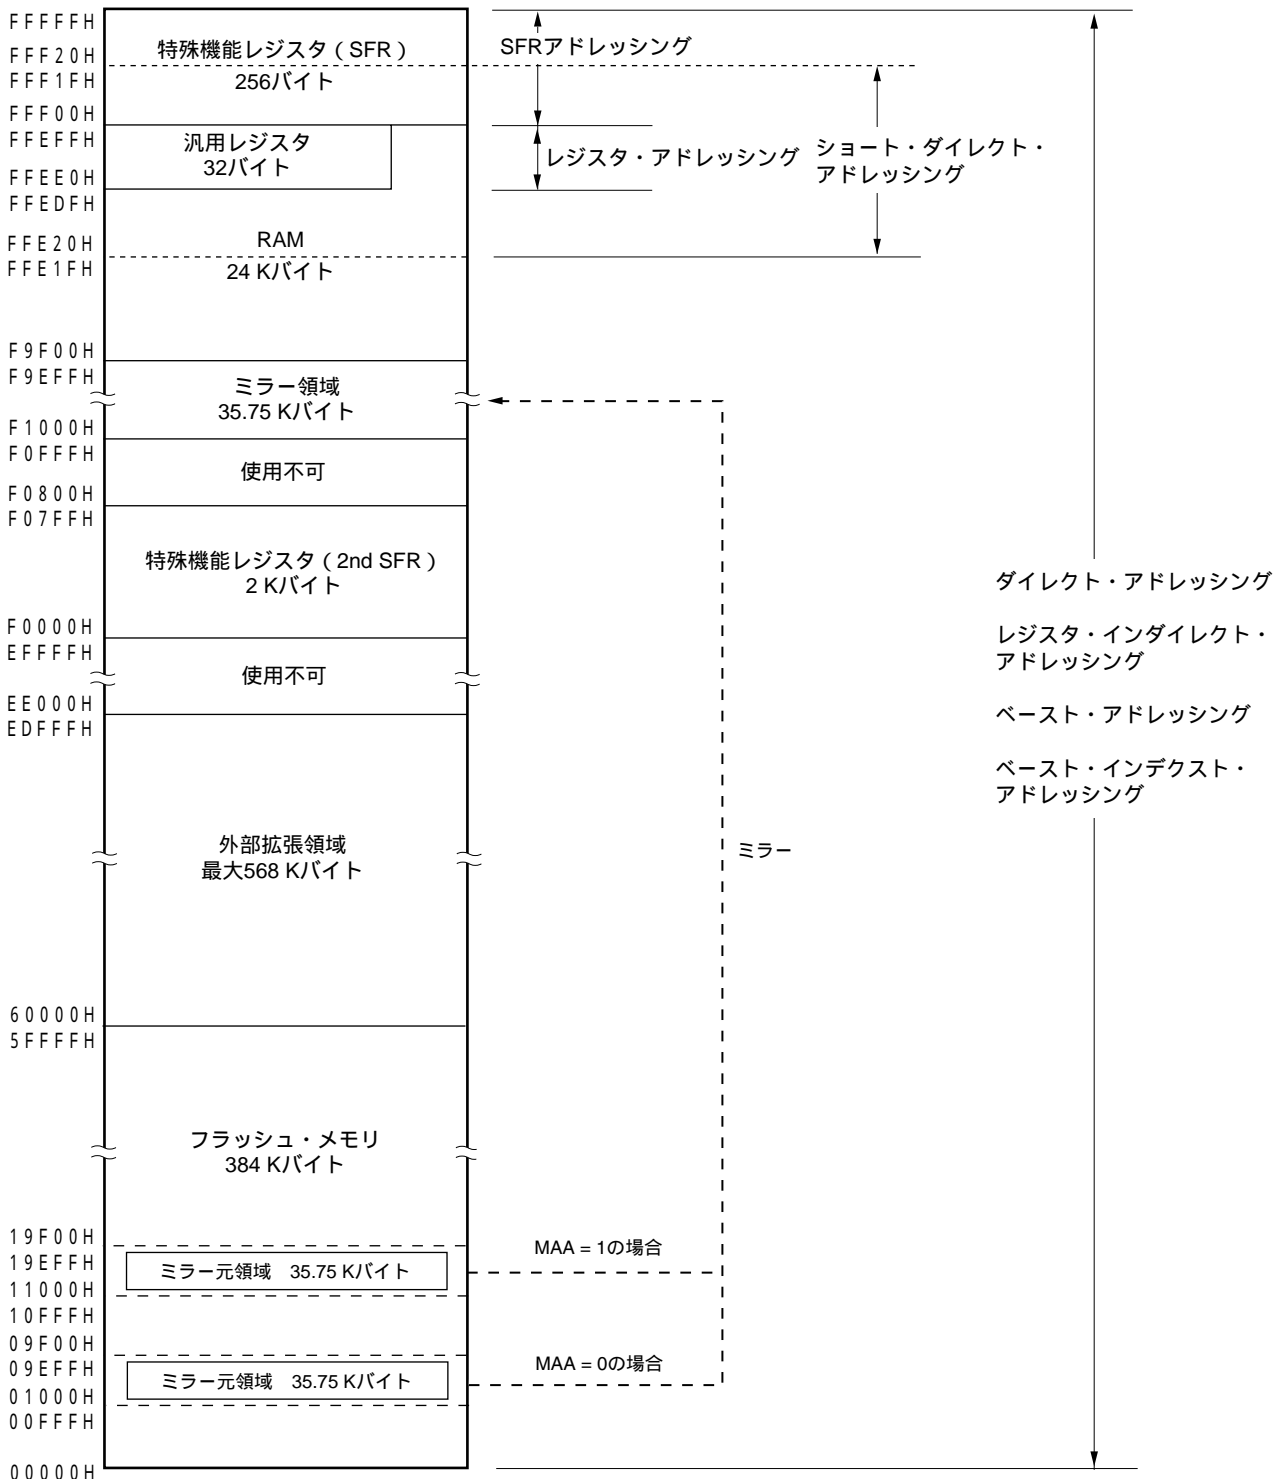 FFFFFH
特殊機能レジスタ（SFR）
SFRアドレッシング
FFF20H
FFF1FH
256バイト
FFF00H
FFEFFH
汎用レジスタ
32バイト
レジスタ・アドレッシング
ショート・ダイレクト・
アドレッシング
FFEE0H
FFEDFH
FFE20H
RAM
FFE1FH
24 Kバイト
F9F00H
F9EFFH
ミラー領域
35.75 Kバイト
F1000H
F0FFFH
使用不可
F0800H
F07FFH
特殊機能レジスタ（2nd SFR）
2 Kバイト
ダイレクト・アドレッシング
F0000H
レジスタ・インダイレクト・
アドレッシング
EFFFFH
使用不可
EE000H
ベースト・アドレッシング
EDFFFH
ベースト・インデクスト・
アドレッシング
外部拡張領域
最大568 Kバイト
ミラー
60000H
5FFFFH
フラッシュ・メモリ
384 Kバイト
19F00H
MAA = 1の場合
19EFFH
ミラー元領域　35.75 Kバイト
11000H
10FFFH
09F00H
MAA = 0の場合
09EFFH
ミラー元領域　35.75 Kバイト
01000H
00FFFH
00000H